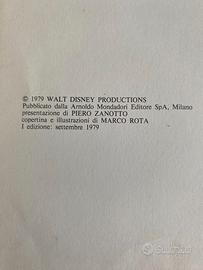 © 1979 WALT DISNEY PRODUCTIONS
Pubblicato dalla Arnoldo Mondadori Editore SpA, Milano
presentazione di PIERO ZANOTTO
copertina e illustrazioni di MARCO ROTA
I edizione: settembre 1979
subito